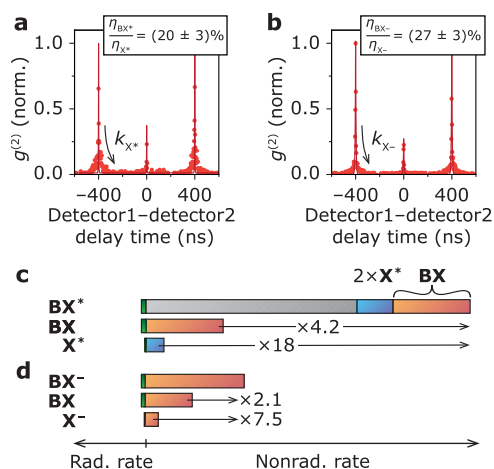 a
η_BX* / η_X* = (20 ± 3)%
g(2) (norm.)
1.0
0.5
0.0
k_X*
−400 0 400
Detector1–detector2
delay time (ns)
b
η_BX− / η_X− = (27 ± 3)%
g(2) (norm.)
1.0
0.5
0.0
k_X−
−400 0 400
Detector1–detector2
delay time (ns)
c
2×X* BX
BX*
BX ×4.2
X* ×18
d
BX−
BX ×2.1
X− ×7.5
Rad. rate Nonrad. rate